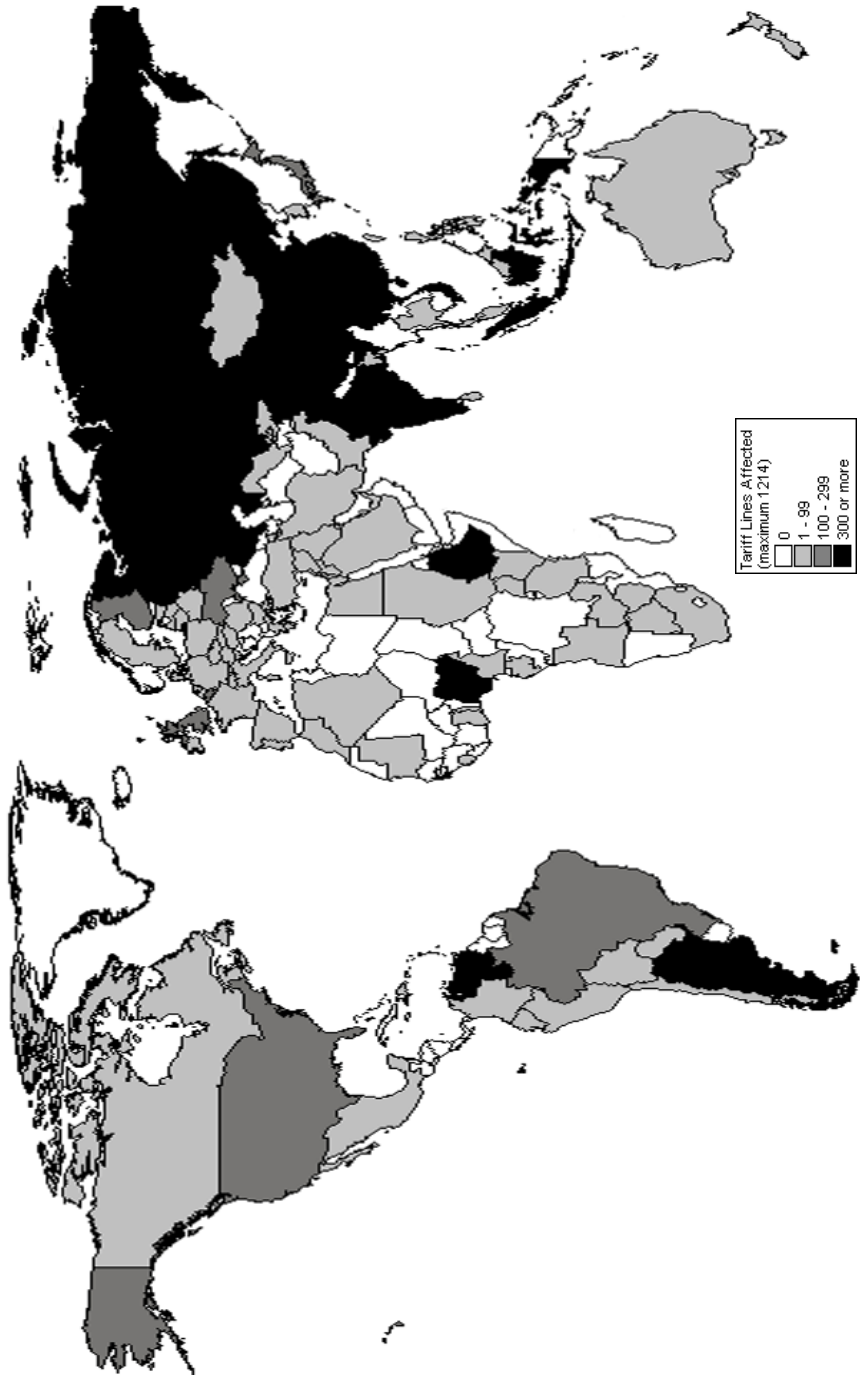 Tariff Lines Affected
(maximum 1214)
0
1 - 99
100 - 299
300 or more